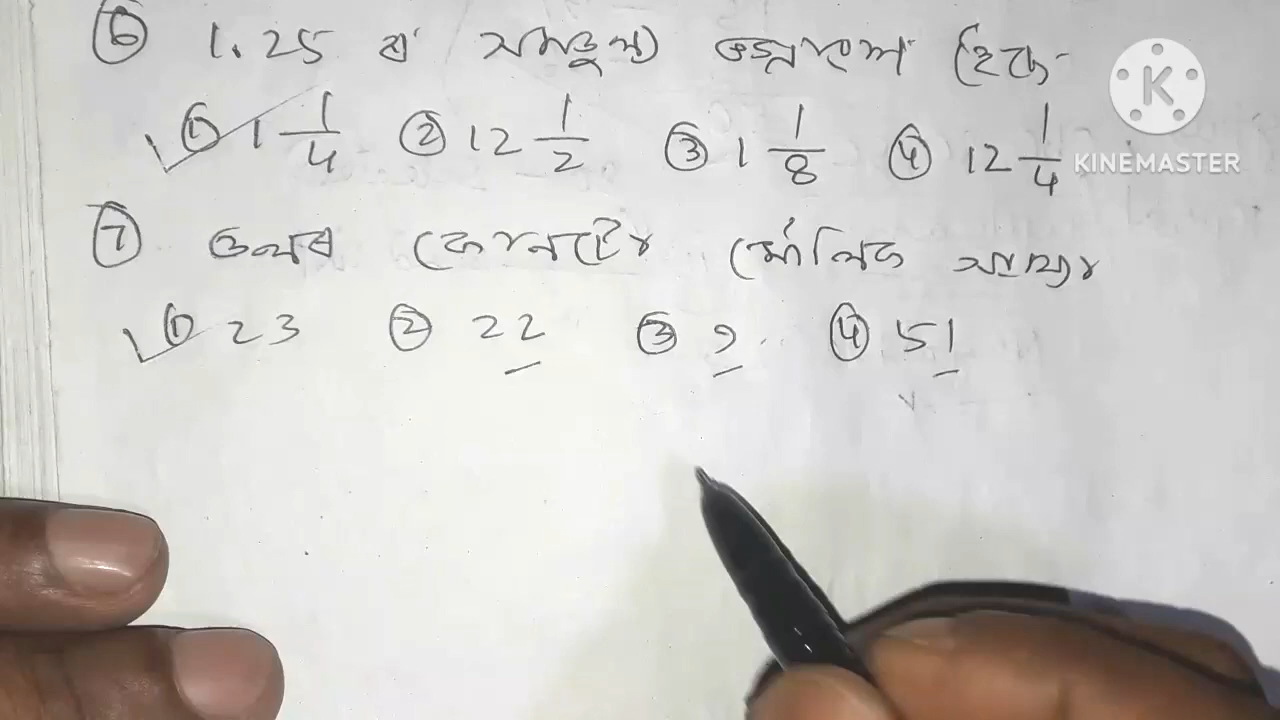 ⑥ 1.25 ৰ সমতুল্য ভগ্নাংশ হৈছে-
① 1 1/4 ② 12 1/2 ③ 1 1/8 ④ 12 1/4
KINEMASTER
⑦ তলৰ কোনটো মৌলিক সংখ্যা
① 23 ② 22 ③ 9 ④ 51